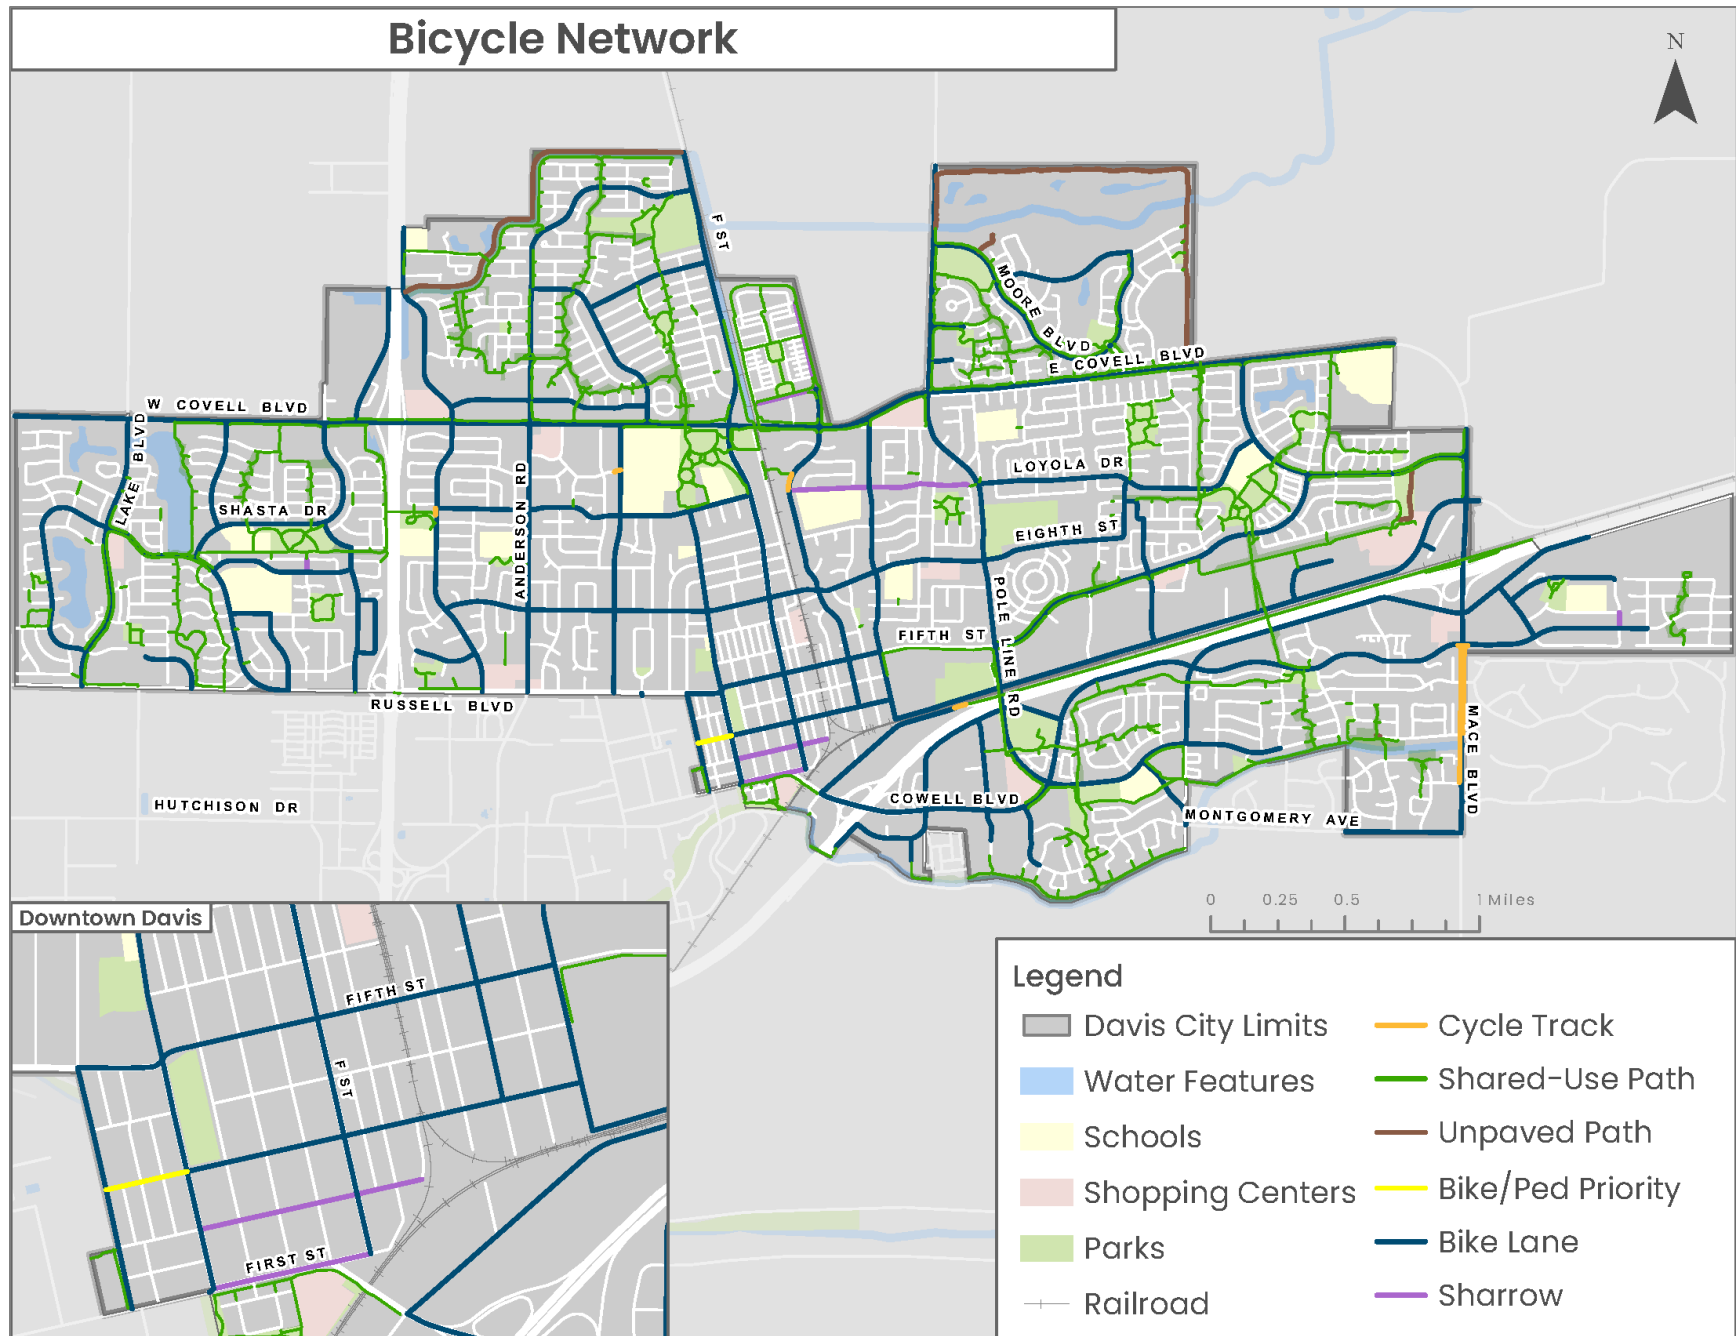 Bicycle Network
N
F ST
MOORE BLVD
E COVELL BLVD
W COVELL BLVD
LAKE BLVD
ANDERSON RD
LOYOLA DR
SHASTA DR
EIGHTH ST
POLE LINE RD
FIFTH ST
RUSSELL BLVD
MACE BLVD
HUTCHISON DR
COWELL BLVD
MONTGOMERY AVE
0 0.25 0.5 1 Miles
Downtown Davis
FIFTH ST
F ST
FIRST ST
Legend
Davis City Limits
Water Features
Schools
Shopping Centers
Parks
Railroad
Cycle Track
Shared-Use Path
Unpaved Path
Bike/Ped Priority
Bike Lane
Sharrow